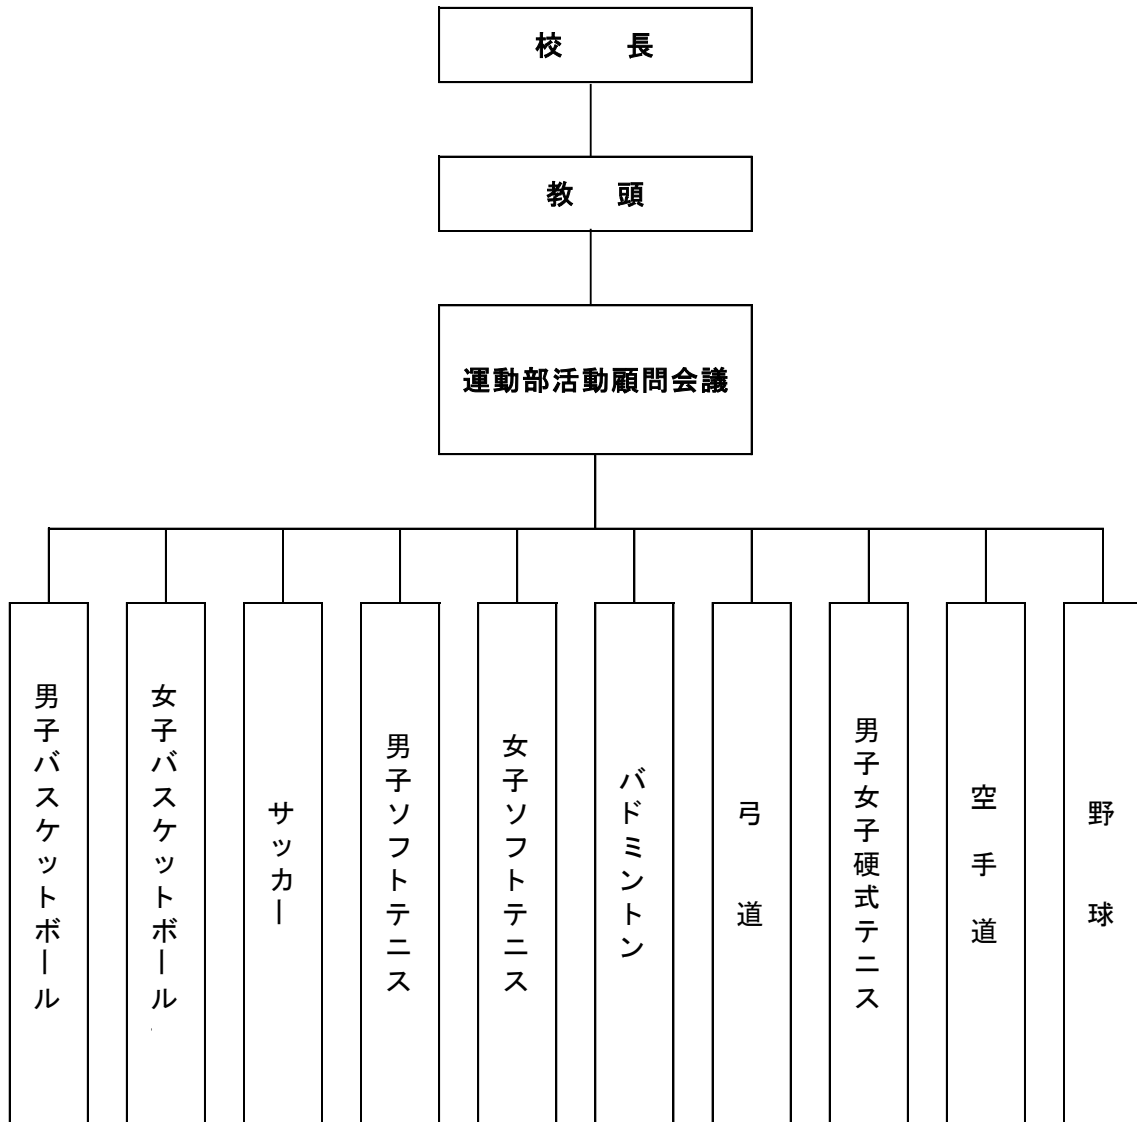 校　　長
教　頭
運動部活動顧問会議
男子バスケットボール
女子バスケットボール
サッカー
男子ソフトテニス
女子ソフトテニス
バドミントン
弓　道
男子女子硬式テニス
空手道
野　球